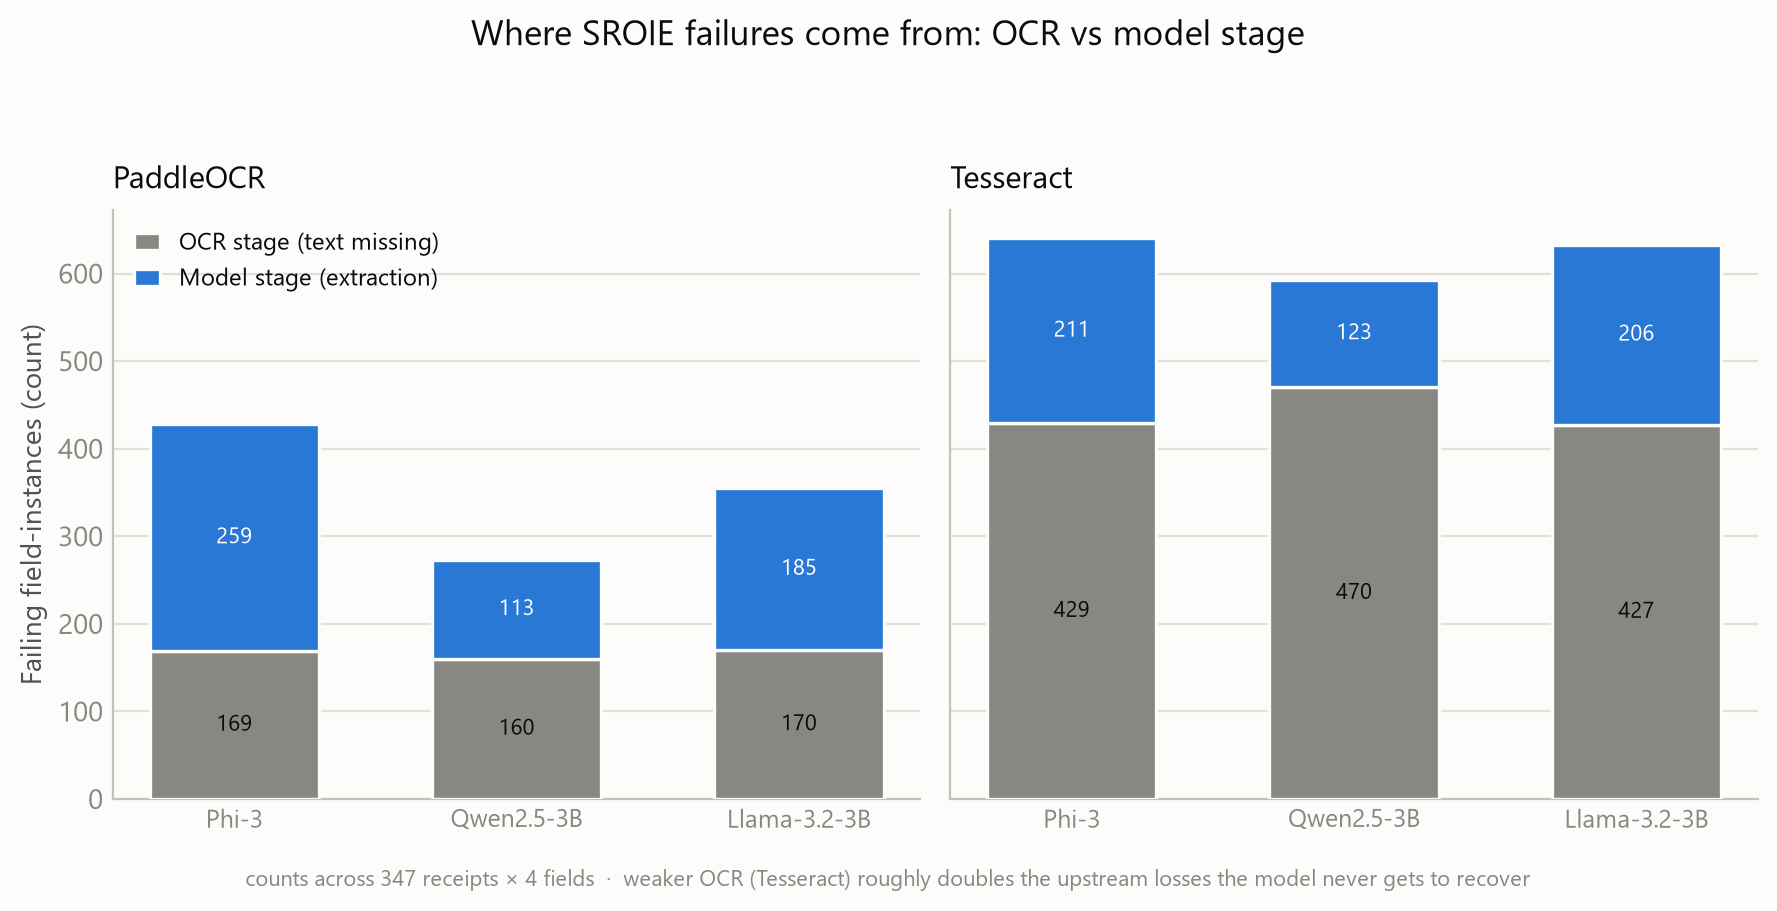 Where SROIE failures come from: OCR vs model stage
PaddleOCR
OCR stage (text missing)
Model stage (extraction)
Failing field-instances (count)
600
500
400
300
200
100
0
259
169
113
160
185
170
Phi-3
Qwen2.5-3B
Llama-3.2-3B
Tesseract
211
429
123
470
206
427
Phi-3
Qwen2.5-3B
Llama-3.2-3B
counts across 347 receipts × 4 fields · weaker OCR (Tesseract) roughly doubles the upstream losses the model never gets to recover